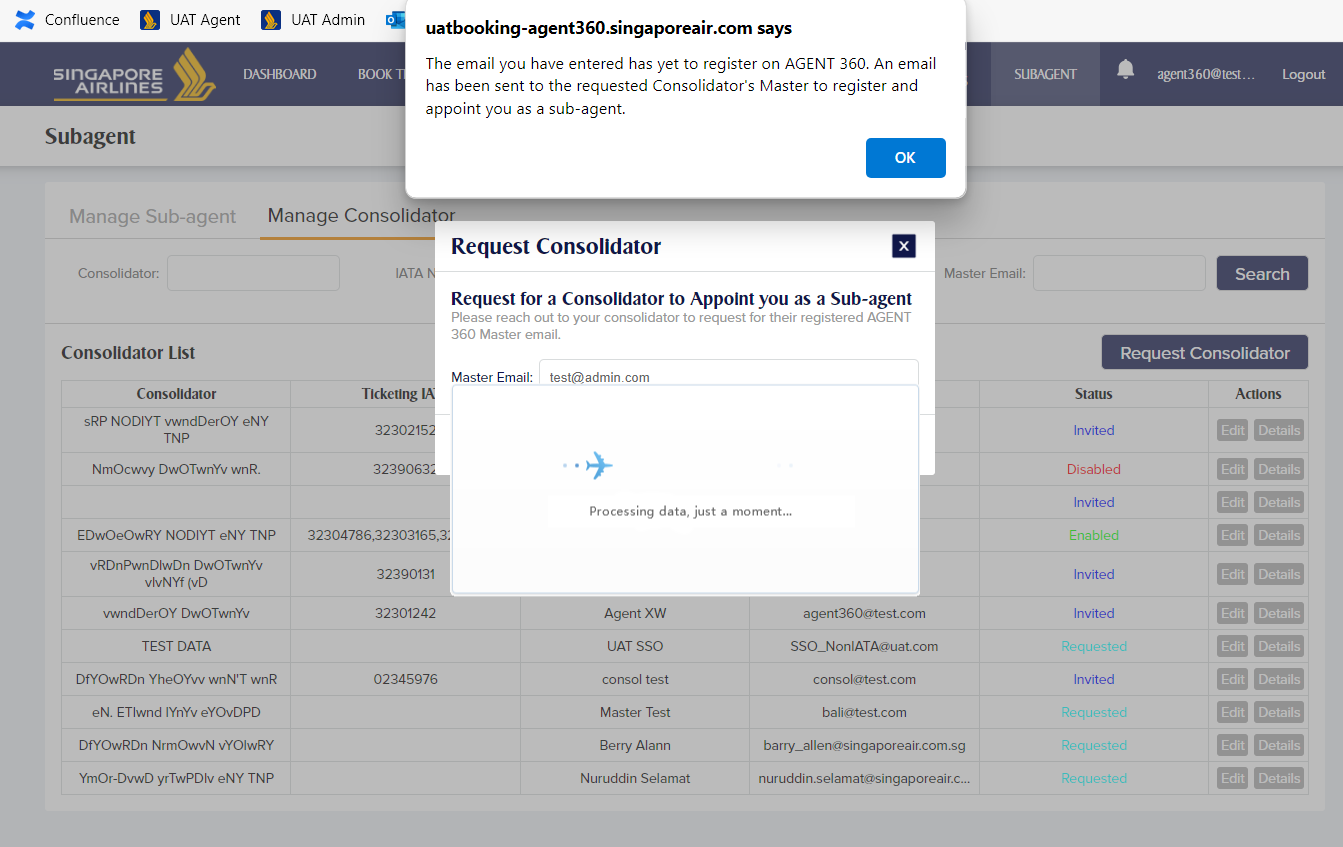 Confluence UAT Agent UAT Admin
uatbooking-agent360.singaporeair.com says
The email you have entered has yet to register on AGENT 360. An email
has been sent to the requested Consolidator's Master to register and
appoint you as a sub-agent.
OK
SINGAPORE
AIRLINES
DASHBOARD BOOK SUBAGENT agent360@test... Logout
Subagent
Manage Sub-agent Manage Consolidator
Consolidator: IATA Master Email: Search
Request Consolidator X
Request for a Consolidator to Appoint you as a Sub-agent
Please reach out to your consolidator to request for their registered AGENT
360 Master email.
Master Email: test@admin.com
Processing data, just a moment...
Consolidator List Request Consolidator
Consolidator Ticketing IA Status Actions
sRP NODIYT vwndDerOY eNY
TNP 32302152 Invited Edit Details
NmOcwvy DwOTwnYv wnR. 32390632 Disabled Edit Details
Invited Edit Details
EDwOeOwRY NODIYT eNY TNP 32304786,32303165,32 Enabled Edit Details
vRDnPwnDlwDn DwOTwnYv
vlvNYf (vD 32390131 Invited Edit Details
vwndDerOY DwOTwnYv 32301242 Agent XW agent360@test.com Invited Edit Details
TEST DATA UAT SSO SSO_NonIATA@uat.com Requested Edit Details
DfYOwRDn YheOYvv wnN'T wnR 02345976 consol test consol@test.com Invited Edit Details
eN. ETIwnd lYnYv eYOvDPD Master Test bali@test.com Requested Edit Details
DfYOwRDn NrmOwvN vYOlwRY Berry Alann barry_allen@singaporeair.com.sg Requested Edit Details
YmOr-DvwD yrTwPDlv eNY TNP Nuruddin Selamat nuruddin.selamat@singaporeair.c... Requested Edit Details